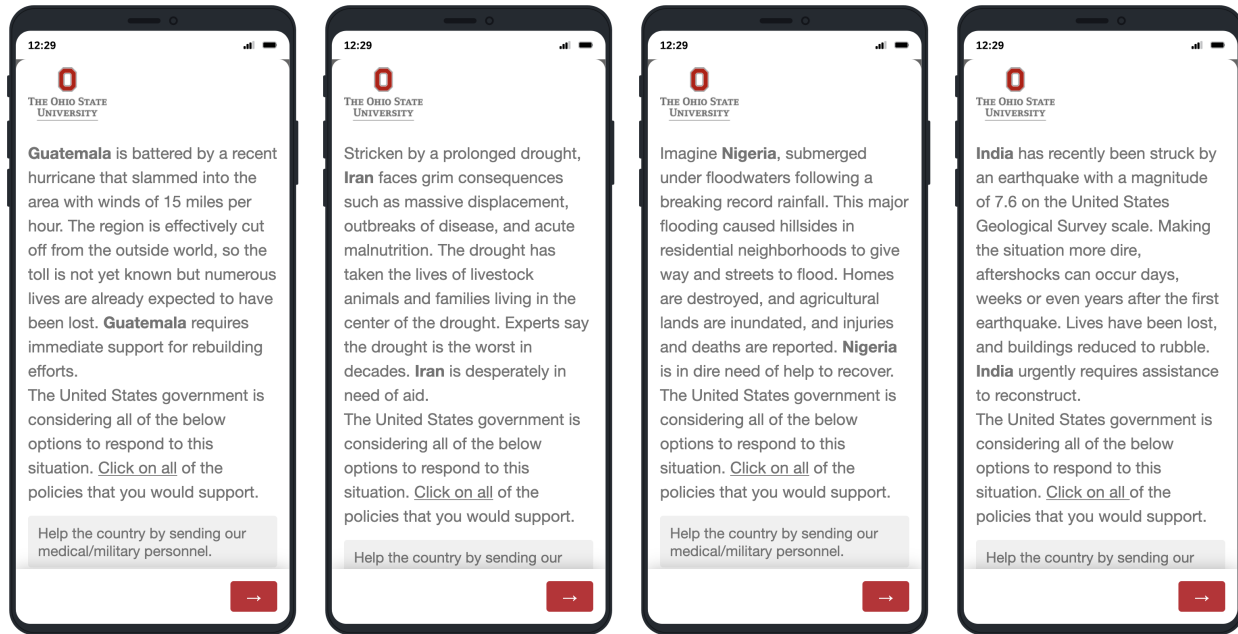 12:29
THE OHIO STATE
UNIVERSITY
Guatemala is battered by a recent
hurricane that slammed into the
area with winds of 15 miles per
hour. The region is effectively cut
off from the outside world, so the
toll is not yet known but numerous
lives are already expected to have
been lost. Guatemala requires
immediate support for rebuilding
efforts.
The United States government is
considering all of the below
options to respond to this
situation. Click on all of the
policies that you would support.
Help the country by sending our
medical/military personnel.
→
12:29
THE OHIO STATE
UNIVERSITY
Stricken by a prolonged drought,
Iran faces grim consequences
such as massive displacement,
outbreaks of disease, and acute
malnutrition. The drought has
taken the lives of livestock
animals and families living in the
center of the drought. Experts say
the drought is the worst in
decades. Iran is desperately in
need of aid.
The United States government is
considering all of the below
options to respond to this
situation. Click on all of the
policies that you would support.
Help the country by sending our
→
12:29
THE OHIO STATE
UNIVERSITY
Imagine Nigeria, submerged
under floodwaters following a
breaking record rainfall. This major
flooding caused hillsides in
residential neighborhoods to give
way and streets to flood. Homes
are destroyed, and agricultural
lands are inundated, and injuries
and deaths are reported. Nigeria
is in dire need of help to recover.
The United States government is
considering all of the below
options to respond to this
situation. Click on all of the
policies that you would support.
Help the country by sending our
medical/military personnel.
→
12:29
THE OHIO STATE
UNIVERSITY
India has recently been struck by
an earthquake with a magnitude
of 7.6 on the United States
Geological Survey scale. Making
the situation more dire,
aftershocks can occur days,
weeks or even years after the first
earthquake. Lives have been lost,
and buildings reduced to rubble.
India urgently requires assistance
to reconstruct.
The United States government is
considering all of the below
options to respond to this
situation. Click on all of the
policies that you would support.
Help the country by sending our
→